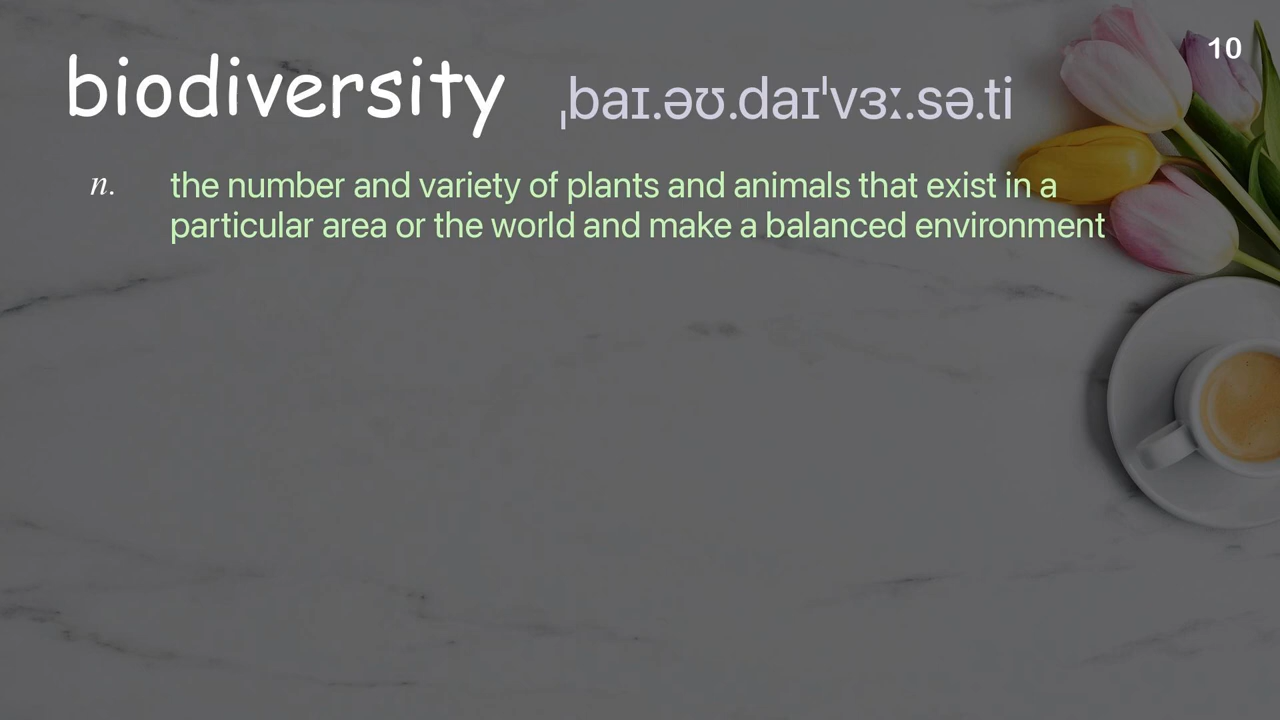 10
biodiversity ˌbaɪ.əʊ.daɪˈvɜː.sə.ti
n. the number and variety of plants and animals that exist in a
particular area or the world and make a balanced environment